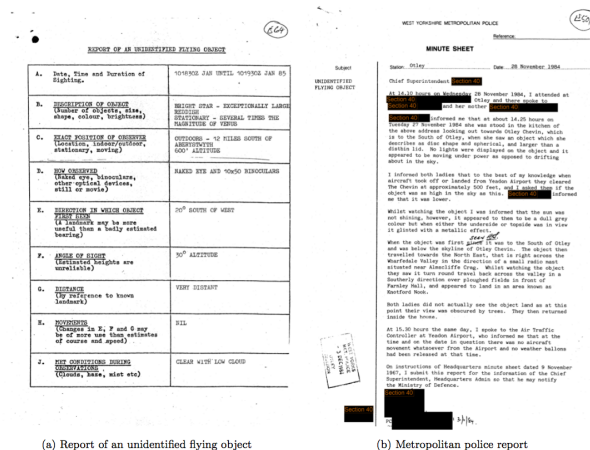 E64
REPORT OF AN UNIDENTIFIED FLYING OBJECT
A. Date, Time and Duration of
Sighting.
101830Z JAN UNTIL 101930Z JAN 85
B. DESCRIPTION OF OBJECT
(Number of objects, size,
shape, colour, brightness)
BRIGHT STAR - EXCEPTIONALLY LARGE
REDDISH
STATIONARY - SEVERAL TIMES THE
MAGNITUDE OF VENUS
C. EXACT POSITION OF OBSERVER
(Location, indoor/outdoor,
stationary, moving)
OUTDOORS - 12 MILES SOUTH OF
ABERYSTWITH
600' ALTITUDE
D. HOW OBSERVED
(Naked eye, binoculars,
other optical devices,
still or movie)
NAKED EYE AND 10x50 BINOCULARS
E. DIRECTION IN WHICH OBJECT
FIRST SEEN
(A landmark may be more
useful than a badly estimated
bearing)
20° SOUTH OF WEST
F. ANGLE OF SIGHT
(Estimated heights are
unreliable)
30° ALTITUDE
G. DISTANCE
(By reference to known
landmark)
VERY DISTANT
H. MOVEMENTS
(Changes in E, F and G may
be of more use than estimates
of course and speed)
NIL
J. MET CONDITIONS DURING
OBSERVATIONS
(Clouds, haze, mist etc)
CLEAR WITH LOW CLOUD
(a) Report of an unidentified flying object
WEST YORKSHIRE METROPOLITAN POLICE
Reference:
MINUTE SHEET
Subject
UNIDENTIFIED
FLYING OBJECT
Station Otley Date 28 November 1984
Chief Superintendent Section 40
At 14.10 hours on Wednesday 28 November 1984, I attended at
Section 40 Otley and there spoke to
Section 40 and her mother Section 40
Section 40 informed me that at about 14.25 hours on
Tuesday 27 November 1984 she was stood in the kitchen of
the above address looking out towards Otley Chevin, which
is to the South of Otley, when she saw an object which she
describes as disc shape and spherical, and larger than a
dustbin lid. No lights were displayed on the object and it
appeared to be moving under power as opposed to drifting
about in the sky.
I informed both ladies that to the best of my knowledge when
aircraft took off or landed from Yeadon Airport they cleared
The Chevin at approximately 500 feet, and I asked them if the
object was as high in the sky as this. Section 40 informed
me that it was lower.
Whilst watching the object I was informed that the sun was
not shining, however, it appeared to them to be a dull grey
colour but when either the underside or topside was in view
it glinted with a metallic effect.
When the object was first seen it was to the South of Otley
and was below the skyline of Otley Chevin. The object then
travelled towards the North East, that is right across the
Wharfedale Valley in the direction of a small radio mast
situated near Almscliffe Crag. Whilst watching the object
they saw it turn round travel back across the valley in a
Southerly direction over ploughed fields in front of
Farnley Hall, and appeared to land in an area known as
Hartford Nook.
Both ladies did not actually see the object land as at this
point their view was obscured by trees. They then returned
inside the house.
At 15.30 hours the same day, I spoke to the Air Traffic
Controller at Yeadon Airport, who informed me that at the
time and on the date in question there was no aircraft
movement whatsoever from the airport and no weather balloons
had been released at that time.
On instructions of Headquarters minute sheet dated 9 November
1967, I submit this report for the information of the Chief
Superintendent, Headquarters Admin so that he may notify
the Ministry of Defence.
Section 40
Section 40
PC
(b) Metropolitan police report